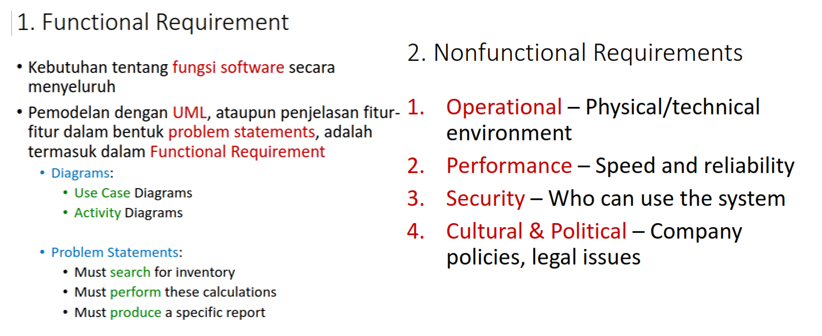 1. Functional Requirement
• Kebutuhan tentang fungsi software secara
menyeluruh
• Pemodelan dengan UML, ataupun penjelasan fitur-
fitur dalam bentuk problem statements, adalah
termasuk dalam Functional Requirement
• Diagrams:
• Use Case Diagrams
• Activity Diagrams
• Problem Statements:
• Must search for inventory
• Must perform these calculations
• Must produce a specific report
2. Nonfunctional Requirements
1. Operational – Physical/technical
environment
2. Performance – Speed and reliability
3. Security – Who can use the system
4. Cultural & Political – Company
policies, legal issues